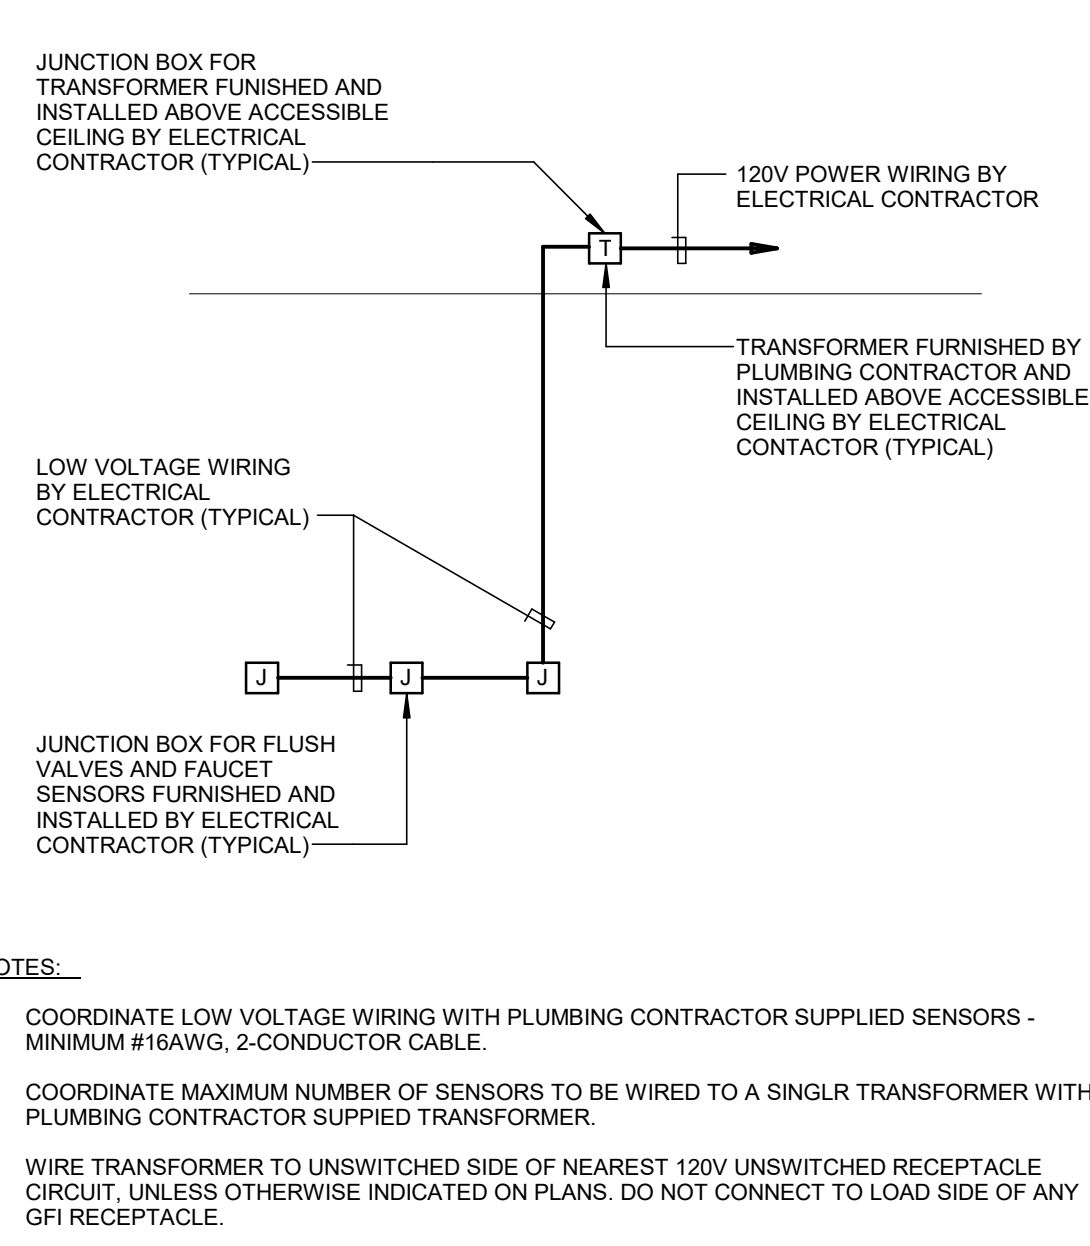 JUNCTION BOX FOR
TRANSFORMER FUNISHED AND
INSTALLED ABOVE ACCESSIBLE
CEILING BY ELECTRICAL
CONTRACTOR (TYPICAL)
120V POWER WIRING BY
ELECTRICAL CONTRACTOR
T
TRANSFORMER FURNISHED BY
PLUMBING CONTRACTOR AND
INSTALLED ABOVE ACCESSIBLE
CEILING BY ELECTRICAL
CONTACTOR (TYPICAL)
LOW VOLTAGE WIRING
BY ELECTRICAL
CONTRACTOR (TYPICAL)
J
J
J
JUNCTION BOX FOR FLUSH
VALVES AND FAUCET
SENSORS FURNISHED AND
INSTALLED BY ELECTRICAL
CONTRACTOR (TYPICAL)
OTES:
COORDINATE LOW VOLTAGE WIRING WITH PLUMBING CONTRACTOR SUPPLIED SENSORS -
MINIMUM #16AWG, 2-CONDUCTOR CABLE.
COORDINATE MAXIMUM NUMBER OF SENSORS TO BE WIRED TO A SINGLR TRANSFORMER WITH
PLUMBING CONTRACTOR SUPPIED TRANSFORMER.
WIRE TRANSFORMER TO UNSWITCHED SIDE OF NEAREST 120V UNSWITCHED RECEPTACLE
CIRCUIT, UNLESS OTHERWISE INDICATED ON PLANS. DO NOT CONNECT TO LOAD SIDE OF ANY
GFI RECEPTACLE.